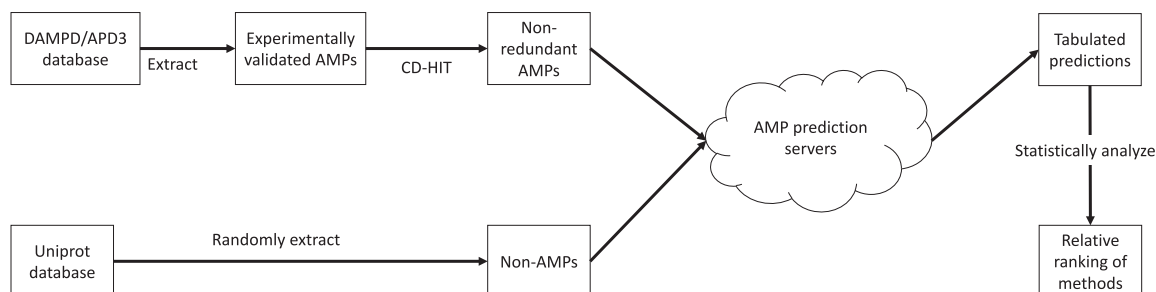 DAMPD/APD3
database
Extract
Experimentally
validated AMPs
CD-HIT
Non-
redundant
AMPs
AMP prediction
servers
Tabulated
predictions
Statistically analyze
Uniprot
database
Randomly extract
Non-AMPs
Relative
ranking of
methods